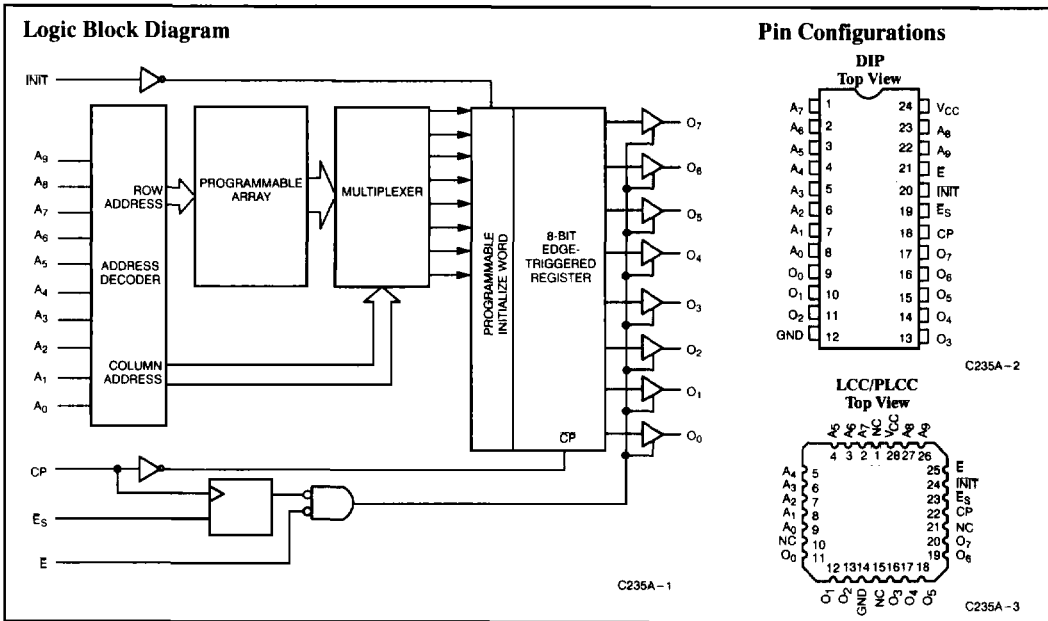 Logic Block Diagram
INIT
A9
A8
A7
A6
A5
A4
A3
A2
A1
A0
ROW
ADDRESS
ADDRESS
DECODER
COLUMN
ADDRESS
PROGRAMMABLE
ARRAY
MULTIPLEXER
PROGRAMMABLE
INITIALIZE WORD
8-BIT
EDGE-
TRIGGERED
REGISTER
C̅P̅
O7
O6
O5
O4
O3
O2
O1
O0
CP
E̅S
E̅
C235A-1
Pin Configurations
DIP
Top View
A7 1
A6 2
A5 3
A4 4
A3 5
A2 6
A1 7
A0 8
O0 9
O1 10
O2 11
GND 12
24 VCC
23 A8
22 A9
21 E̅
20 I̅N̅I̅T̅
19 E̅S
18 CP
17 O7
16 O6
15 O5
14 O4
13 O3
C235A-2
LCC/PLCC
Top View
A5 A6 A7 NC VCC A8 A9
4 3 2 1 28 27 26
A4 5
A3 6
A2 7
A1 8
A0 9
NC 10
O0 11
25 E̅
24 I̅N̅I̅T̅
23 E̅S
22 CP
21 NC
20 O7
19 O6
12 13 14 15 16 17 18
O1 O2 GND NC O3 O4 O5
C235A-3